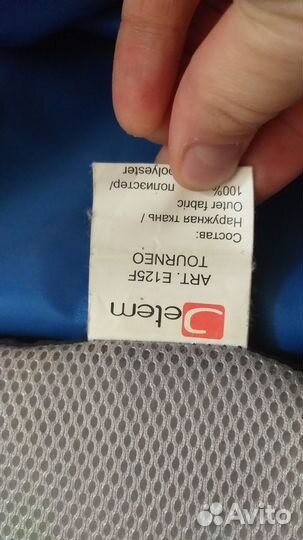 Jetem
ART. E125F
TOURNEO
Состав:
Наружная ткань /
Outer fabric
100% полиэстер/
polyester
Avito